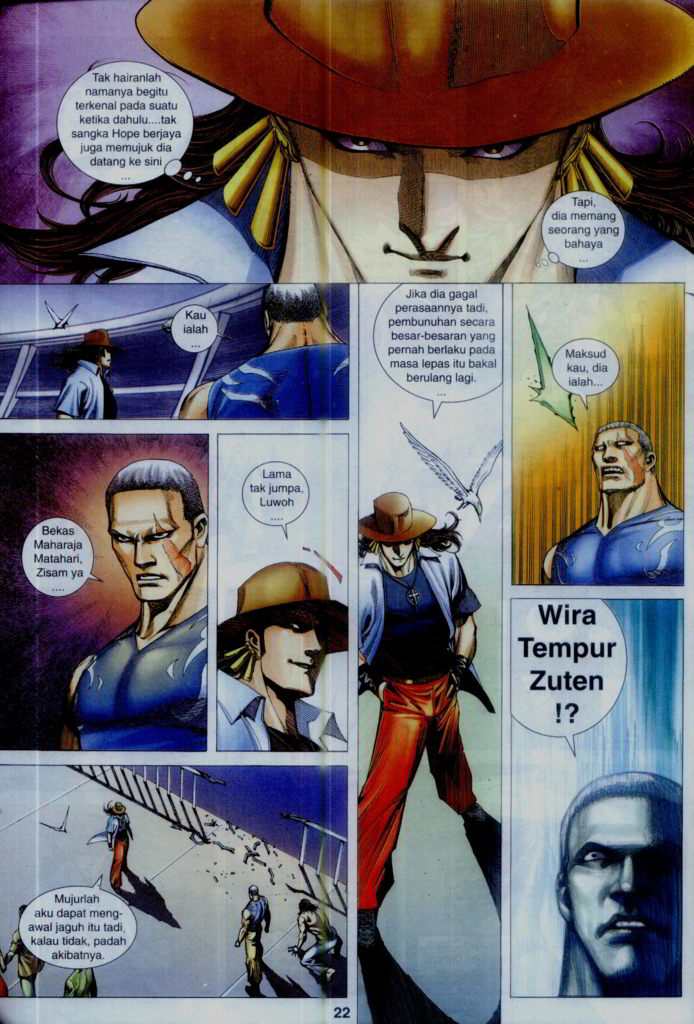 Tak hairanlah
namanya begitu
terkenal pada suatu
ketika dahulu....tak
sangka Hope berjaya
juga memujuk dia
datang ke sini
...
Tapi,
dia memang
seorang yang
bahaya
...
Kau
ialah
...
Bekas
Maharaja
Matahari,
Zisam ya
....
Lama
tak jumpa,
Luwoh
....
Mujurlah
aku dapat meng-
awal jaguh itu tadi,
kalau tidak, padah
akibatnya.
Jika dia gagal
perasaannya tadi,
pembunuhan secara
besar-besaran yang
pernah berlaku pada
masa lepas itu bakal
berulang lagi.
...
Maksud
kau, dia
ialah...
Wira
Tempur
Zuten
!?
22